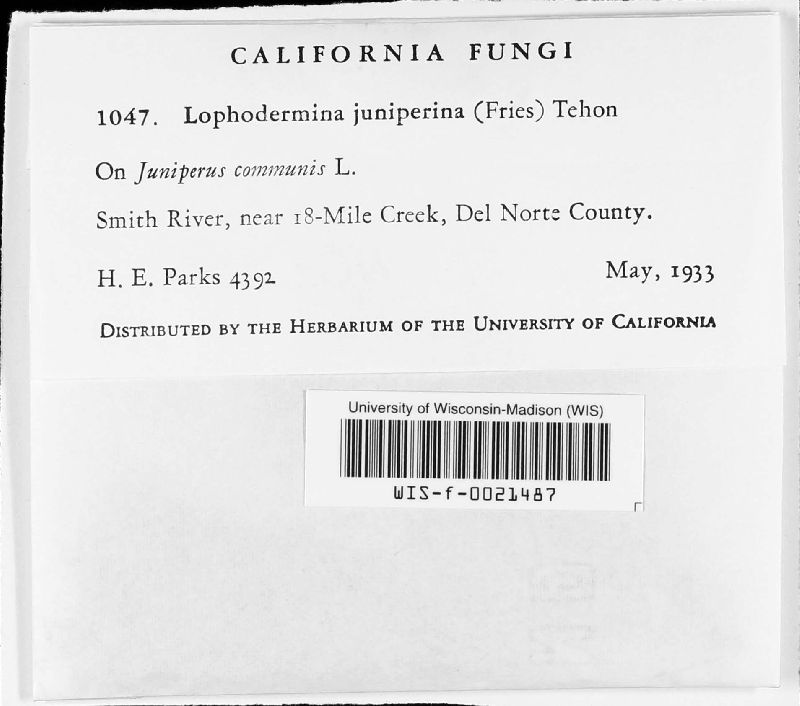 CALIFORNIA FUNGI
1047. Lophodermina juniperina (Fries) Tehon
On Juniperus communis L.
Smith River, near 18-Mile Creek, Del Norte County.
H. E. Parks 4392 May, 1933
DISTRIBUTED BY THE HERBARIUM OF THE UNIVERSITY OF CALIFORNIA
University of Wisconsin-Madison (WIS)
WIS-f-0021487